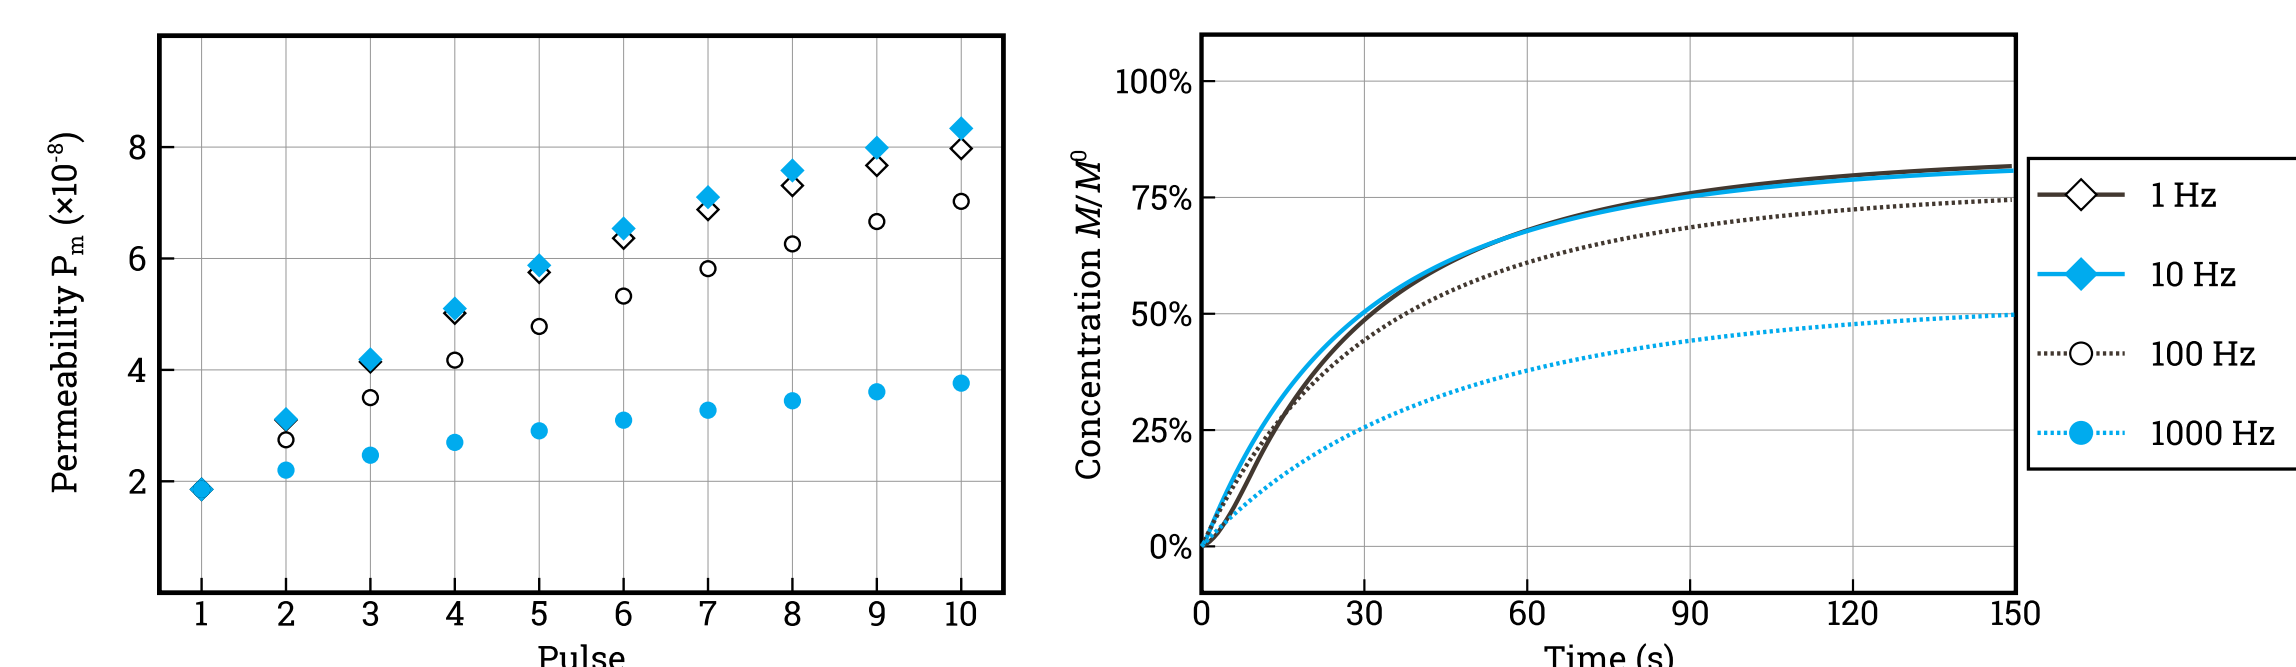 Permeability Pm (×10-8)
8
6
4
2
1 2 3 4 5 6 7 8 9 10
Pulse
Concentration M/M0
100%
75%
50%
25%
0%
0 30 60 90 120 150
Time (s)
1 Hz
10 Hz
100 Hz
1000 Hz